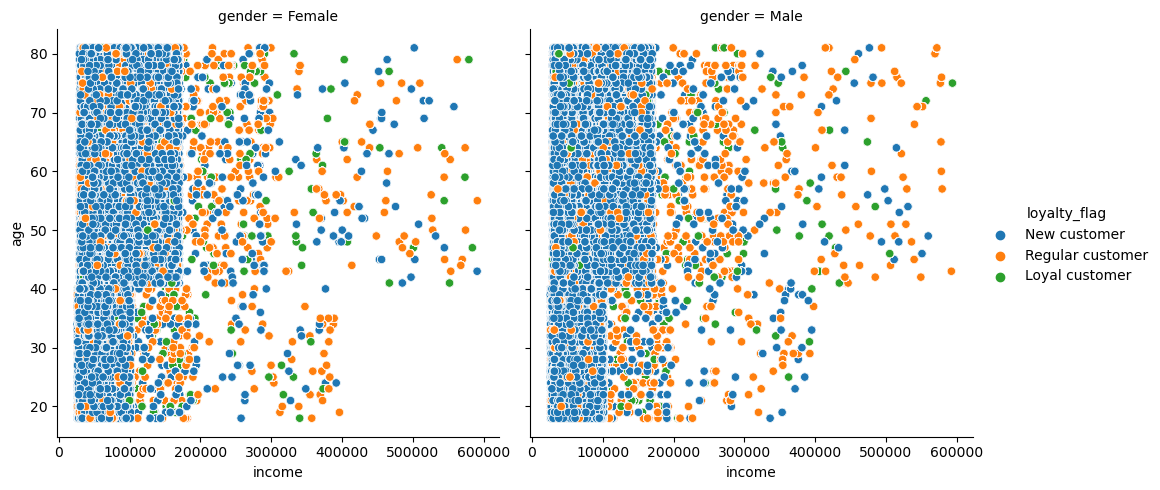 gender = Female
80
70
60
50
40
30
20
age
0
100000
200000
300000
400000
500000
600000
income
gender = Male
0
100000
200000
300000
400000
500000
600000
income
loyalty_flag
New customer
Regular customer
Loyal customer